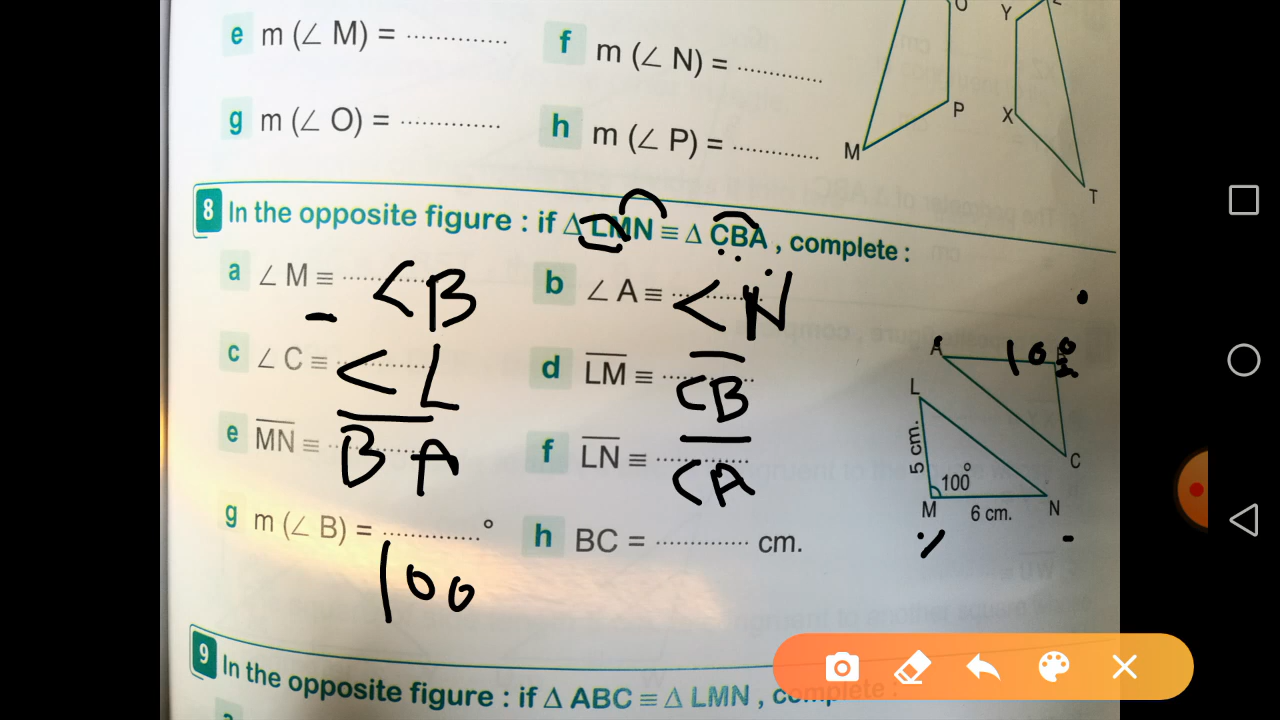 e m (∠ M) = ..............
f m (∠ N) = ..............
g m (∠ O) = ..............
h m (∠ P) = ..............
M P Y X T
8 In the opposite figure : if Δ LMN ≡ Δ CBA , complete :
a ∠ M ≡ .............. <B
b ∠ A ≡ .............. <N
c ∠ C ≡ .............. <L
d LM ≡ .............. CB
e MN ≡ .............. BA
f LN ≡ .............. CA
g m (∠ B) = ..............° 100
h BC = .............. cm.
A 100
L C
5 cm.
100°
M 6 cm. N
9 In the opposite figure : if Δ ABC ≡ Δ LMN , complete :